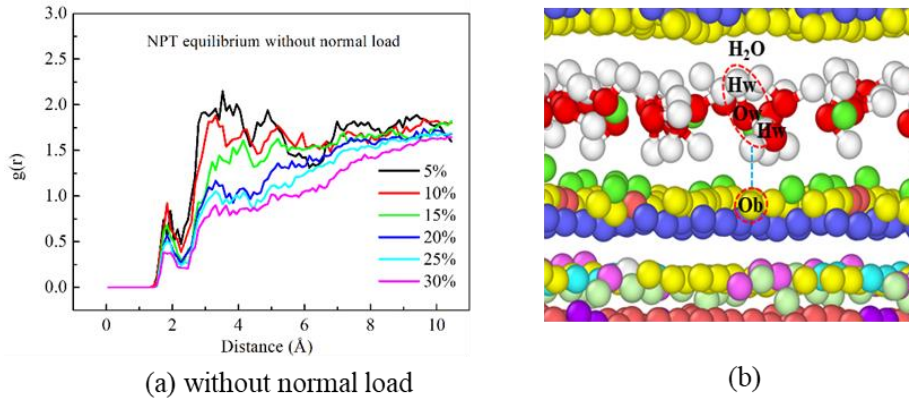 NPT equilibrium without normal load
g(r)
3.0
2.5
2.0
1.5
1.0
0.5
0.0
5%
10%
15%
20%
25%
30%
0 2 4 6 8 10
Distance (Å)
(a) without normal load
H₂O
Hw
Ow
Hw
Ob
(b)